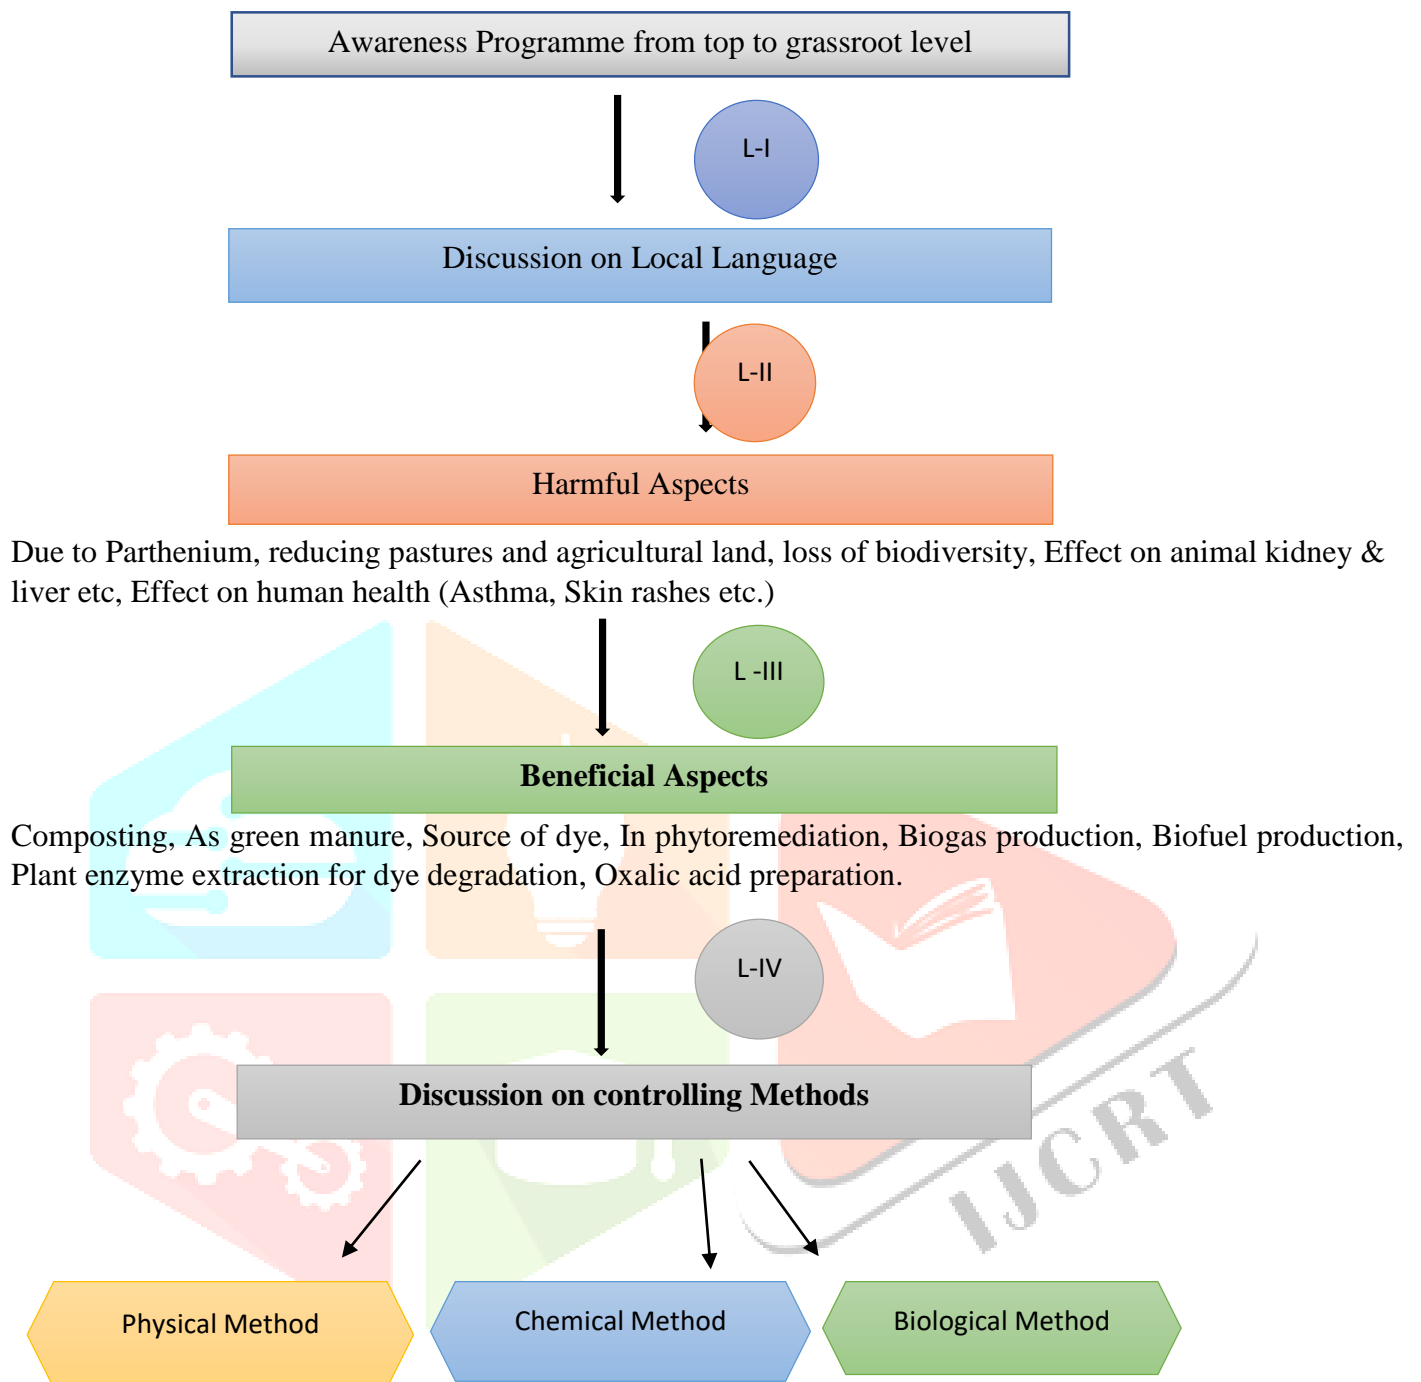 Awareness Programme from top to grassroot level
L-I
Discussion on Local Language
L-II
Harmful Aspects
Due to Parthenium, reducing pastures and agricultural land, loss of biodiversity, Effect on animal kidney &
liver etc, Effect on human health (Asthma, Skin rashes etc.)
L -III
Beneficial Aspects
Composting, As green manure, Source of dye, In phytoremediation, Biogas production, Biofuel production,
Plant enzyme extraction for dye degradation, Oxalic acid preparation.
L-IV
Discussion on controlling Methods
IJCRT
Physical Method
Chemical Method
Biological Method